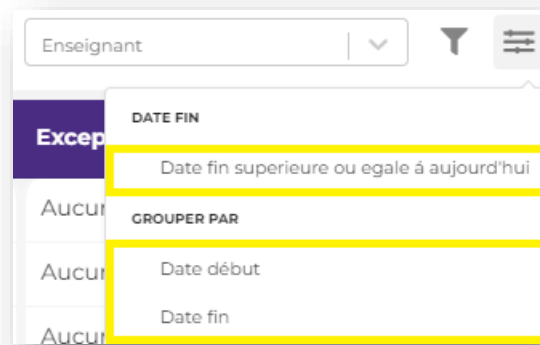 Enseignant
DATE FIN
Excep
Date fin superieure ou egale á aujourd'hui
Aucun
GROUPER PAR
Aucun
Date début
Date fin
Aucun